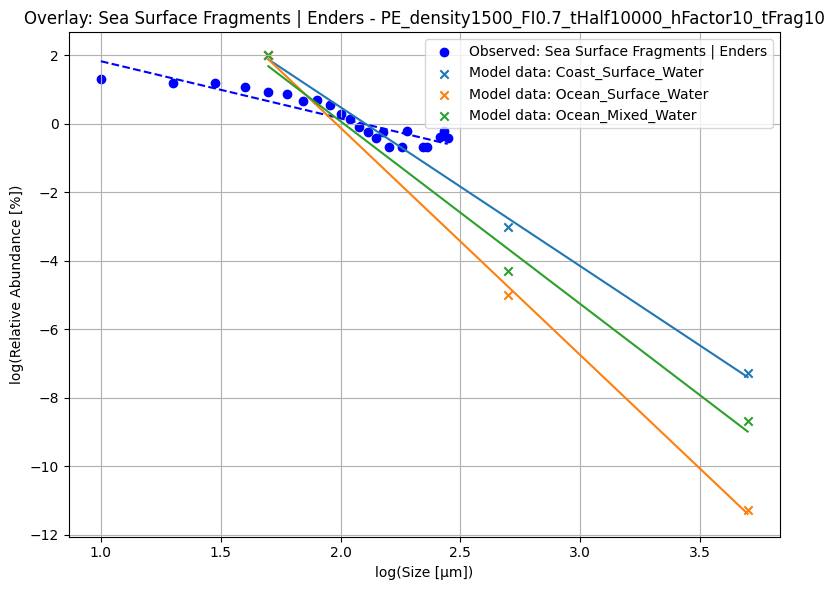 Overlay: Sea Surface Fragments | Enders - PE_density1500_FI0.7_tHalf10000_hFactor10_tFrag10
Observed: Sea Surface Fragments | Enders
Model data: Coast_Surface_Water
Model data: Ocean_Surface_Water
Model data: Ocean_Mixed_Water
log(Relative Abundance [%])
2
0
−2
−4
−6
−8
−10
−12
1.0 1.5 2.0 2.5 3.0 3.5
log(Size [µm])